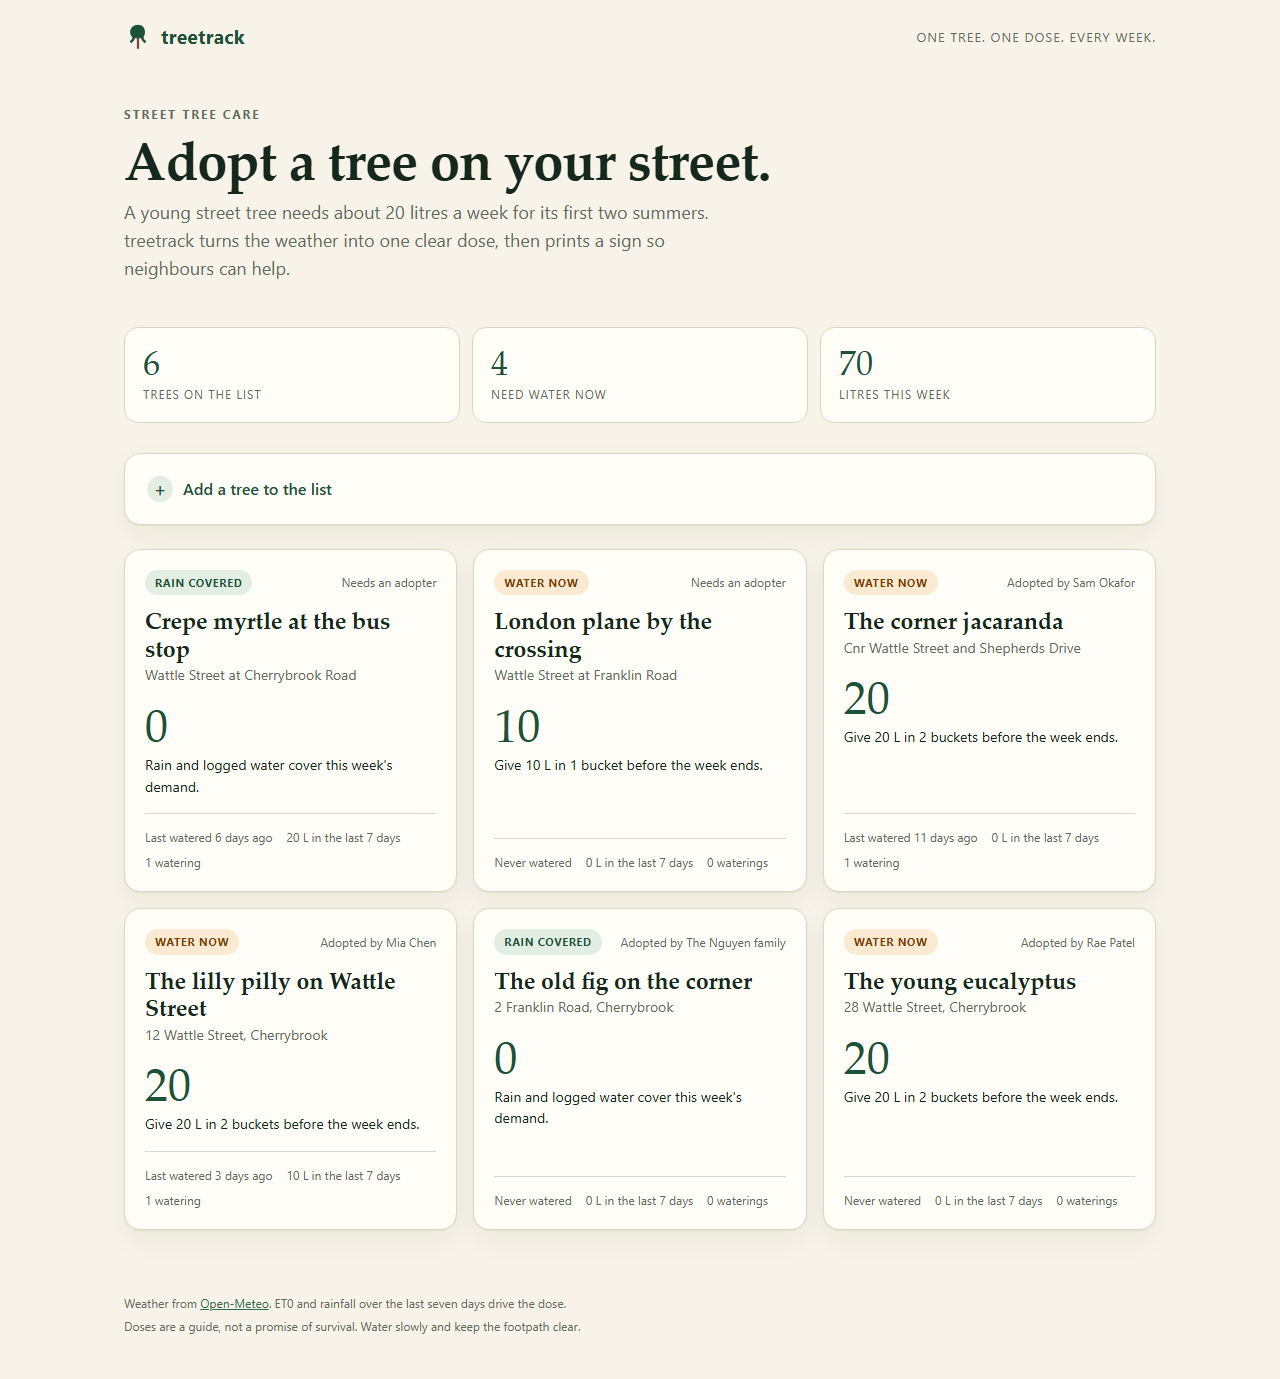 treetrack
ONE TREE. ONE DOSE. EVERY WEEK.
STREET TREE CARE
Adopt a tree on your street.
A young street tree needs about 20 litres a week for its first two summers.
treetrack turns the weather into one clear dose, then prints a sign so
neighbours can help.
6
TREES ON THE LIST
4
NEED WATER NOW
70
LITRES THIS WEEK
+ Add a tree to the list
RAIN COVERED
Needs an adopter
Crepe myrtle at the bus
stop
Wattle Street at Cherrybrook Road
0
Rain and logged water cover this week's
demand.
Last watered 6 days ago 20 L in the last 7 days
1 watering
WATER NOW
Needs an adopter
London plane by the
crossing
Wattle Street at Franklin Road
10
Give 10 L in 1 bucket before the week ends.
Never watered 0 L in the last 7 days 0 waterings
WATER NOW
Adopted by Sam Okafor
The corner jacaranda
Cnr Wattle Street and Shepherds Drive
20
Give 20 L in 2 buckets before the week ends.
Last watered 11 days ago 0 L in the last 7 days
1 watering
WATER NOW
Adopted by Mia Chen
The lilly pilly on Wattle
Street
12 Wattle Street, Cherrybrook
20
Give 20 L in 2 buckets before the week ends.
Last watered 3 days ago 10 L in the last 7 days
1 watering
RAIN COVERED
Adopted by The Nguyen family
The old fig on the corner
2 Franklin Road, Cherrybrook
0
Rain and logged water cover this week's
demand.
Never watered 0 L in the last 7 days 0 waterings
WATER NOW
Adopted by Rae Patel
The young eucalyptus
28 Wattle Street, Cherrybrook
20
Give 20 L in 2 buckets before the week ends.
Never watered 0 L in the last 7 days 0 waterings
Weather from Open-Meteo. ET0 and rainfall over the last seven days drive the dose.
Doses are a guide, not a promise of survival. Water slowly and keep the footpath clear.